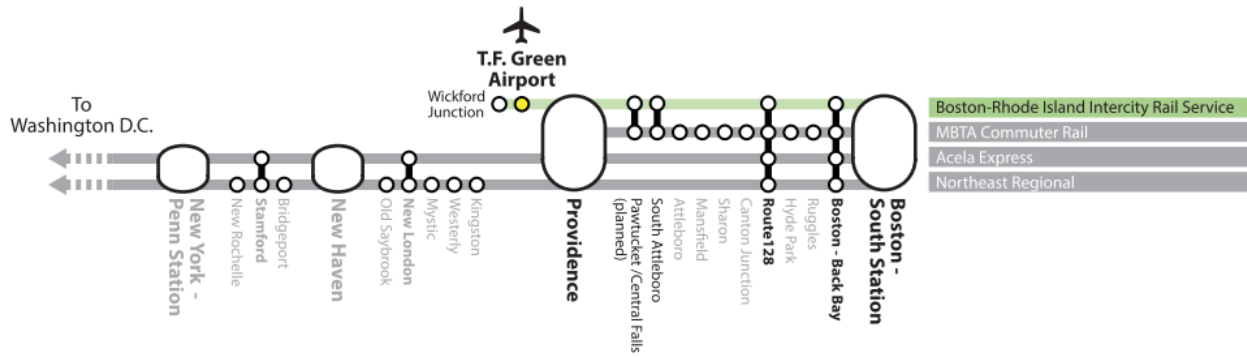 T.F. Green
Airport
Wickford
Junction
To
Washington D.C.
Boston-Rhode Island Intercity Rail Service
MBTA Commuter Rail
Acela Express
Northeast Regional
New York -
Penn Station
New Rochelle
Stamford
Bridgeport
New Haven
Old Saybrook
New London
Mystic
Westerly
Kingston
Providence
Pawtucket /Central Falls
(planned)
South Attleboro
Attleboro
Mansfield
Sharon
Canton Junction
Route128
Hyde Park
Ruggles
Boston - Back Bay
Boston -
South Station